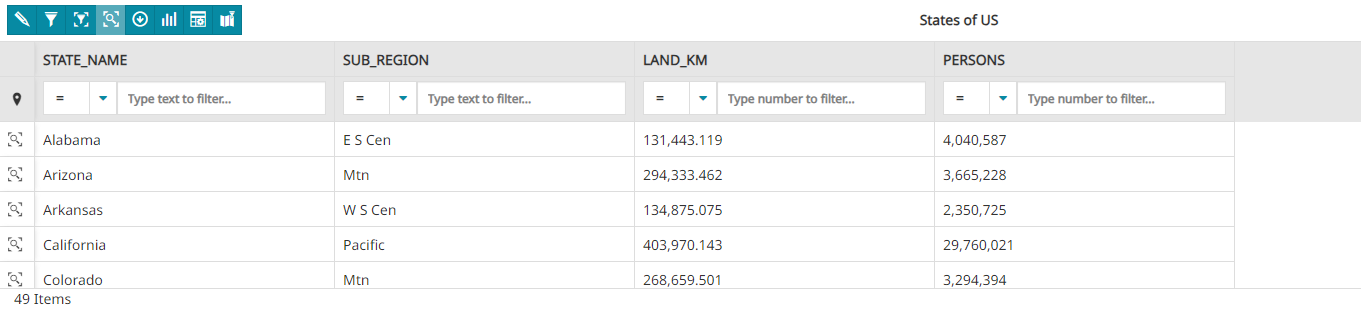 States of US
STATE_NAME SUB_REGION LAND_KM PERSONS
= Type text to filter... = Type text to filter... = Type number to filter... = Type number to filter...
Alabama E S Cen 131,443.119 4,040,587
Arizona Mtn 294,333.462 3,665,228
Arkansas W S Cen 134,875.075 2,350,725
California Pacific 403,970.143 29,760,021
Colorado Mtn 268,659.501 3,294,394
49 Items